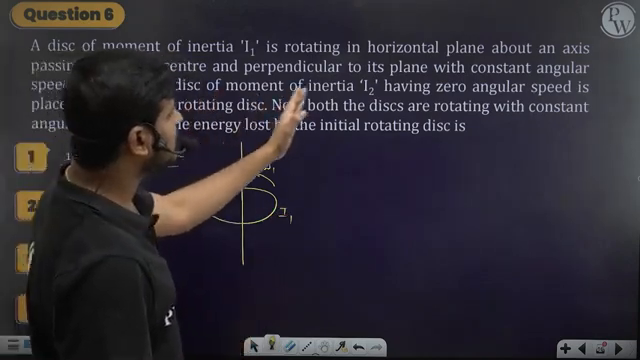 Question 6
PW
A disc of moment of inertia 'I₁' is rotating in horizontal plane about an axis
passin centre and perpendicular to its plane with constant angular
spee disc of moment of inertia 'I₂' having zero angular speed is
place rotating disc. N both the discs are rotating with constant
angu energy lost b the initial rotating disc is
1
2
I₁